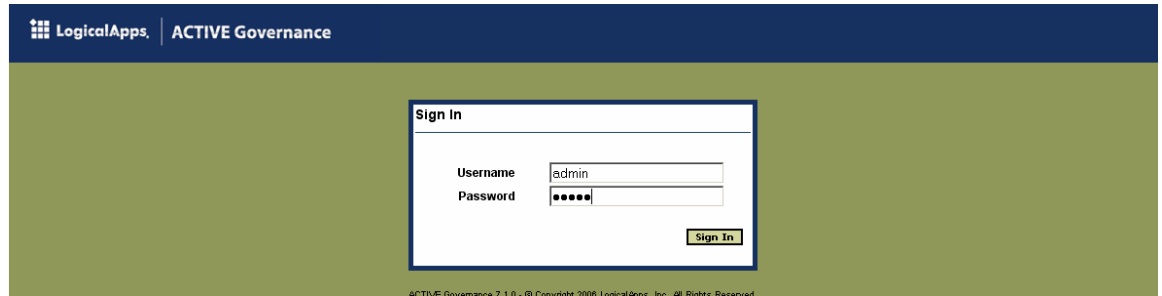 LogicalApps. ACTIVE Governance
Sign In
Username admin
Password •••••
Sign In
ACTIVE Governance 7.1.0 - © Copyright 2006 LogicalApps, Inc. All Rights Reserved